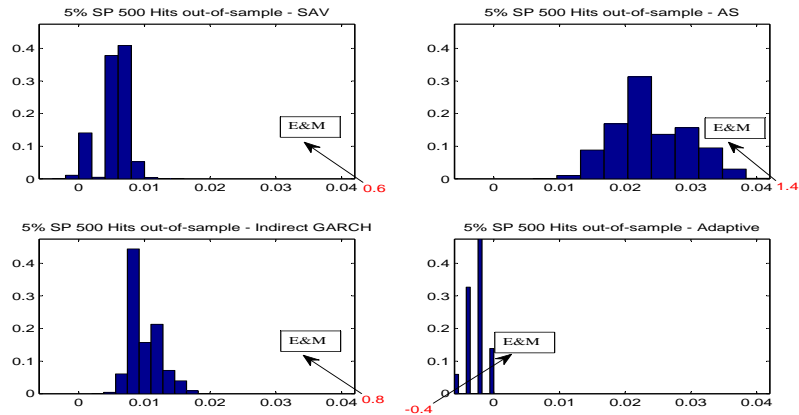 5% SP 500 Hits out-of-sample - SAV
0.4
0.3
0.2
0.1
0
E&M
0 0.01 0.02 0.03 0.04
0.6
5% SP 500 Hits out-of-sample - AS
0.4
0.3
0.2
0.1
0
E&M
0 0.01 0.02 0.03 0.04
1.4
5% SP 500 Hits out-of-sample - Indirect GARCH
0.4
0.3
0.2
0.1
0
E&M
0 0.01 0.02 0.03 0.04
0.8
5% SP 500 Hits out-of-sample - Adaptive
0.4
0.3
0.2
0.1
0
E&M
0 0.01 0.02 0.03 0.04
-0.4